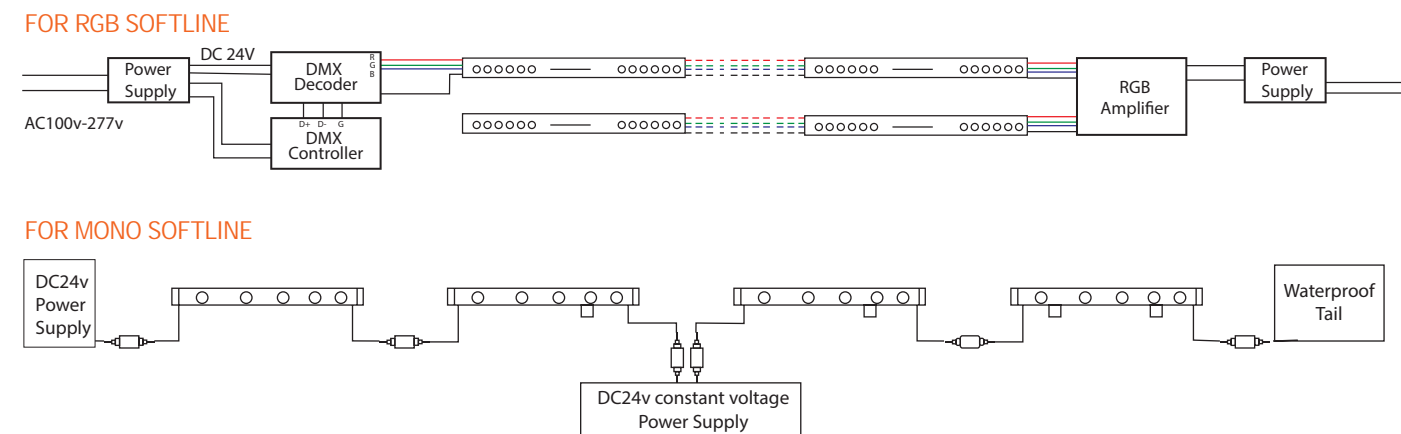 FOR RGB SOFTLINE
DC 24V
Power
Supply
AC100v-277v
R
G
B
DMX
Decoder
D+ D- G
DMX
Controller
RGB
Amplifier
Power
Supply
FOR MONO SOFTLINE
DC24v
Power
Supply
Waterproof
Tail
DC24v constant voltage
Power Supply